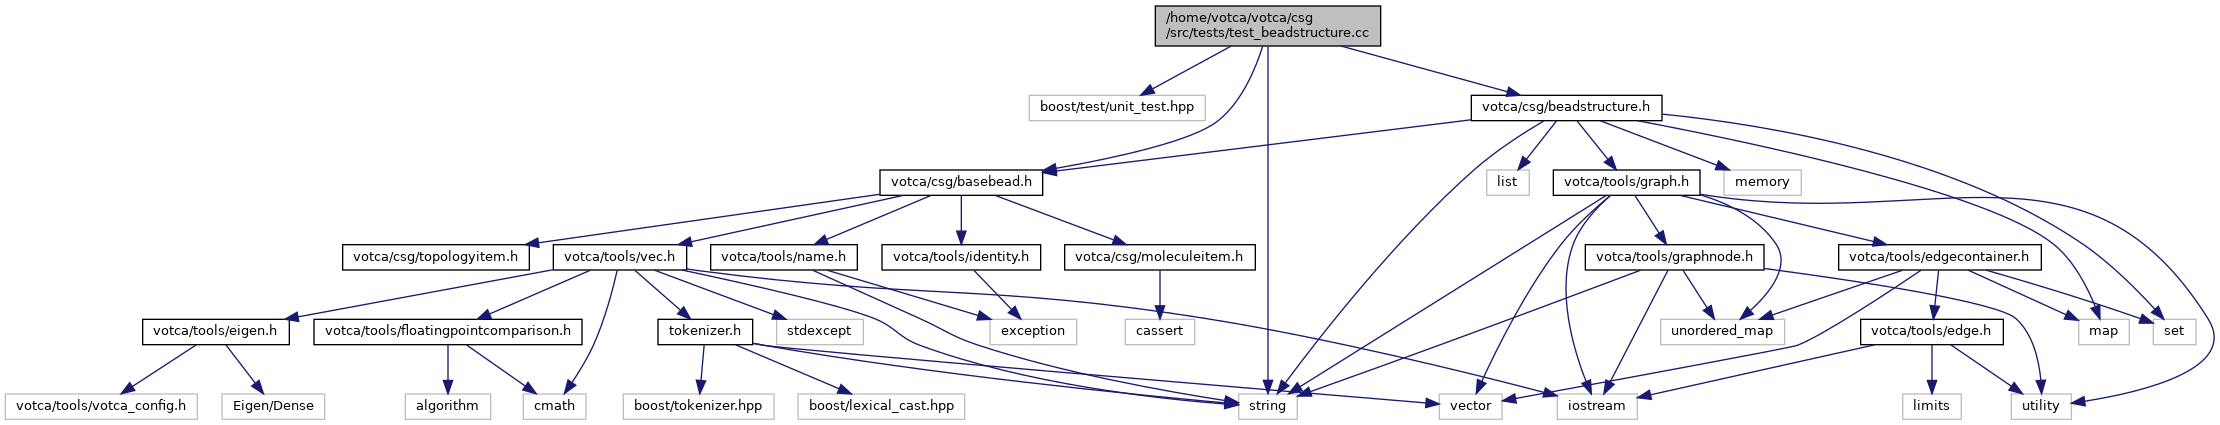 /home/votca/votca/csg
/src/tests/test_beadstructure.cc
boost/test/unit_test.hpp
votca/csg/beadstructure.h
votca/csg/basebead.h
list
votca/tools/graph.h
memory
votca/csg/topologyitem.h
votca/tools/vec.h
votca/tools/name.h
votca/tools/identity.h
votca/csg/moleculeitem.h
votca/tools/graphnode.h
votca/tools/edgecontainer.h
votca/tools/eigen.h
votca/tools/floatingpointcomparison.h
tokenizer.h
stdexcept
exception
cassert
unordered_map
votca/tools/edge.h
map
set
votca/tools/votca_config.h
Eigen/Dense
algorithm
cmath
boost/tokenizer.hpp
boost/lexical_cast.hpp
string
vector
iostream
limits
utility